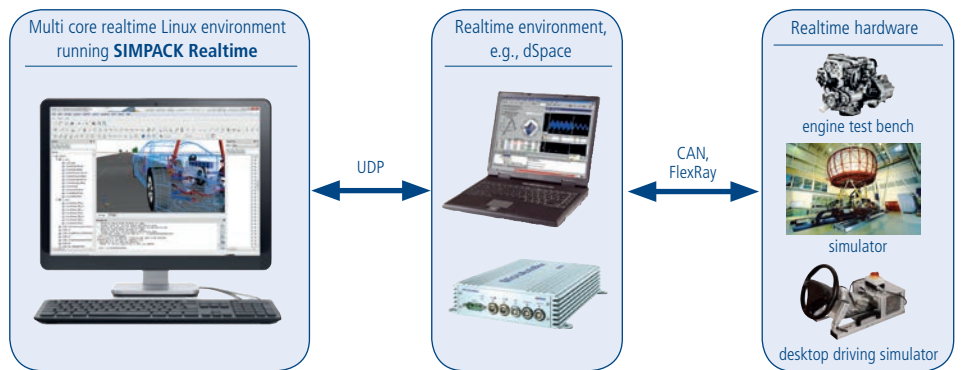 Multi core realtime Linux environment
running SIMPACK Realtime
UDP
Realtime environment,
e.g., dSpace
CAN,
FlexRay
Realtime hardware
engine test bench
simulator
desktop driving simulator